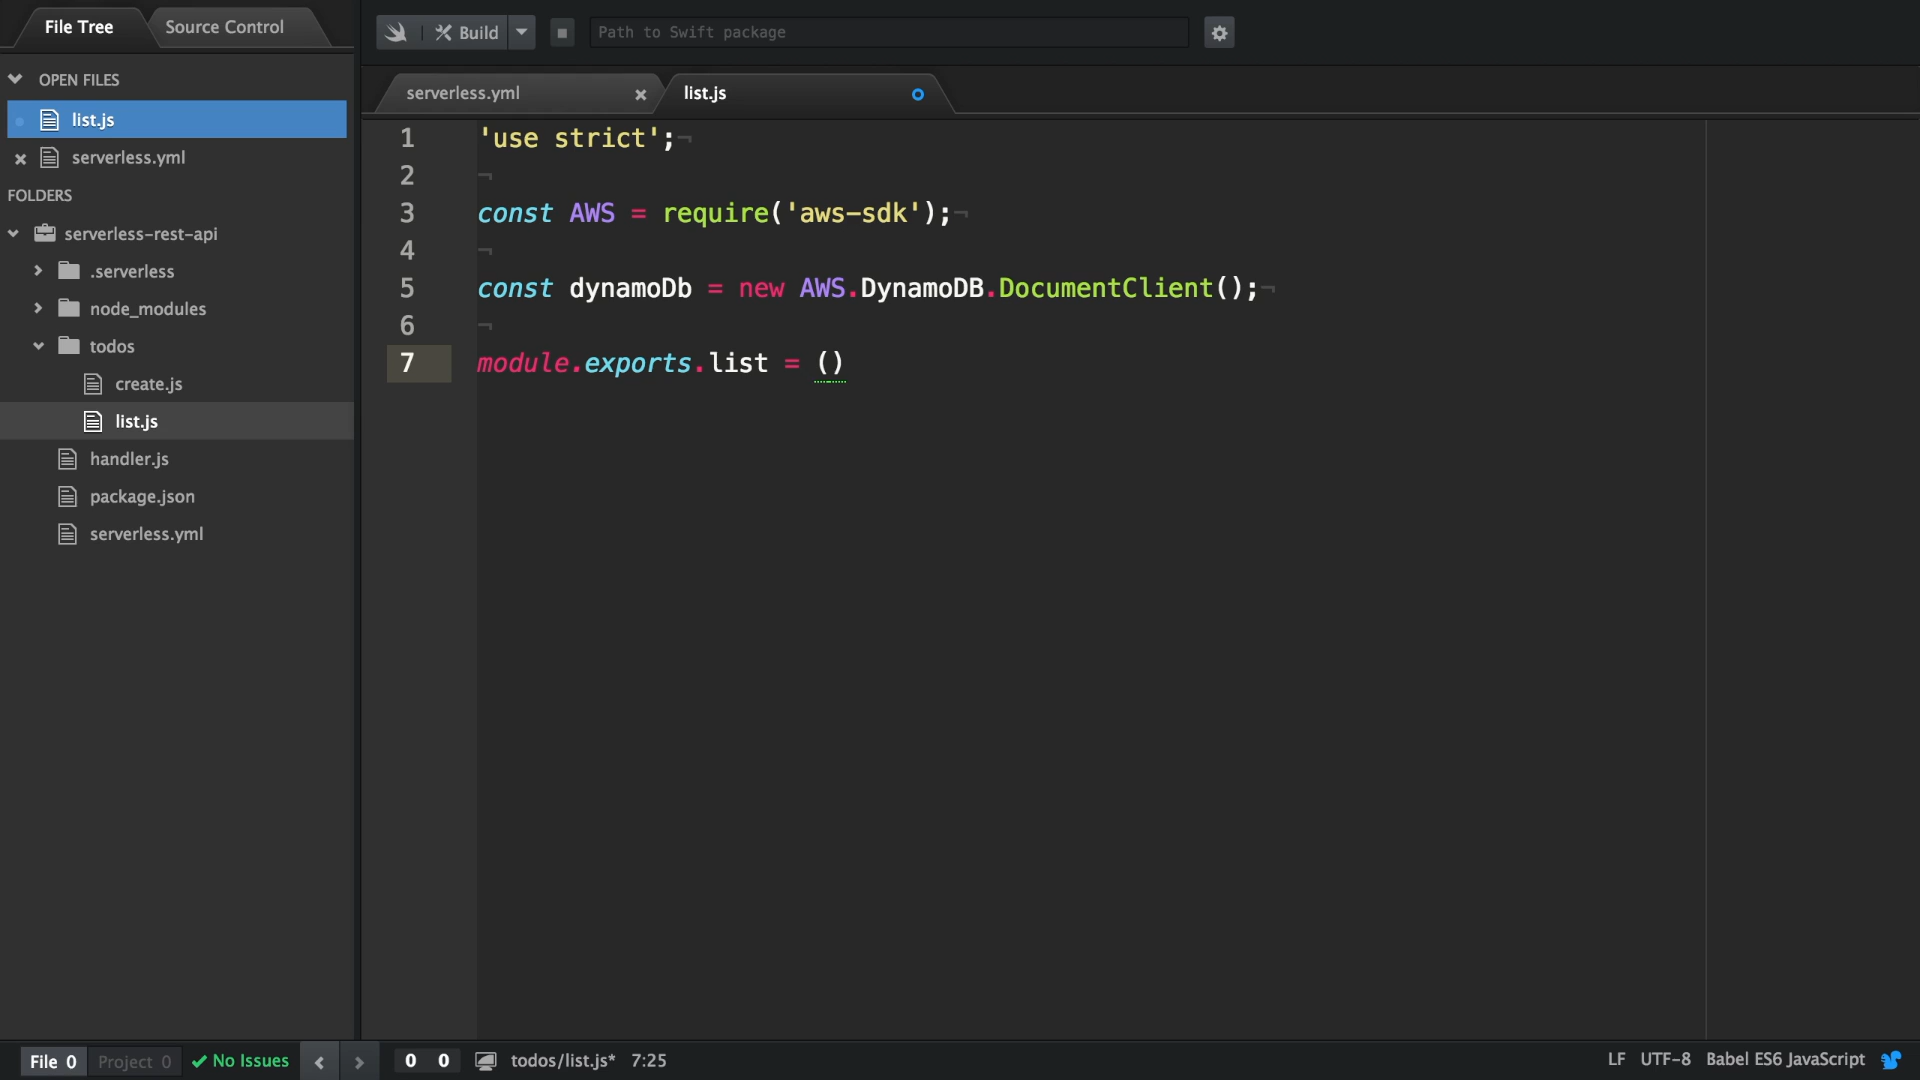 File Tree
Source Control
Build
Path to Swift package
OPEN FILES
list.js
serverless.yml
FOLDERS
serverless-rest-api
.serverless
node_modules
todos
create.js
list.js
handler.js
package.json
serverless.yml
serverless.yml
list.js
1 'use strict';¬
2 ¬
3 const AWS = require('aws-sdk');¬
4 ¬
5 const dynamoDb = new AWS.DynamoDB.DocumentClient();¬
6 ¬
7 module.exports.list = ()
File 0 Project 0 No Issues 0 0 todos/list.js* 7:25 LF UTF-8 Babel ES6 JavaScript